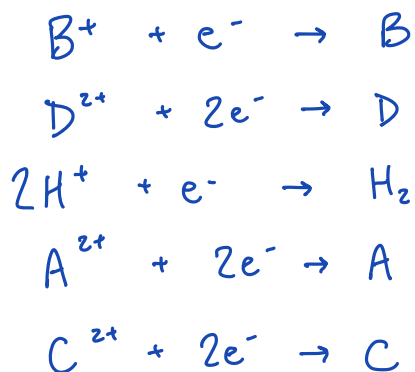 B⁺ + e⁻ → B
D²⁺ + 2e⁻ → D
2H⁺ + e⁻ → H₂
A²⁺ + 2e⁻ → A
C²⁺ + 2e⁻ → C